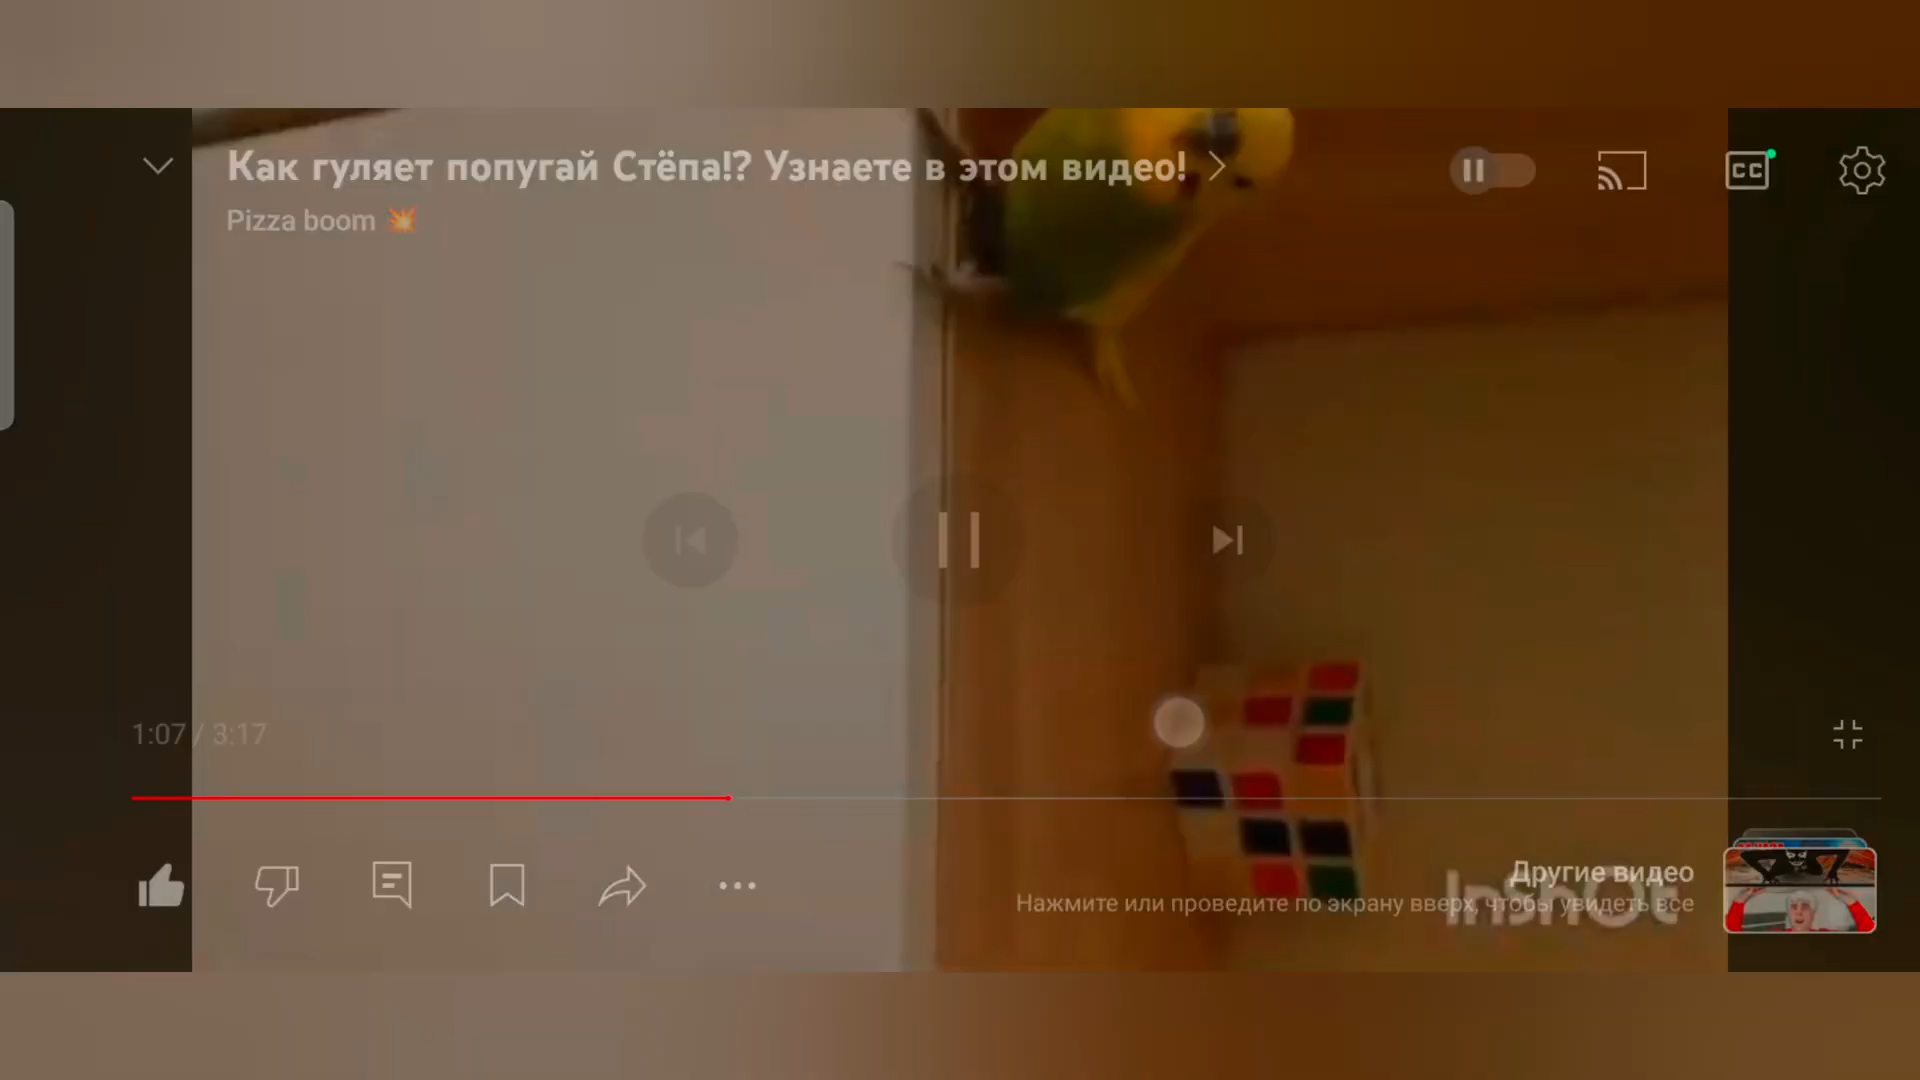 Как гуляет попугай Стёпа!? Узнаете в этом видео!
Pizza boom 💥
CC
1:07 / 3:17
Другие видео
Нажмите или проведите по экрану вверх, чтобы увидеть все
InShOt